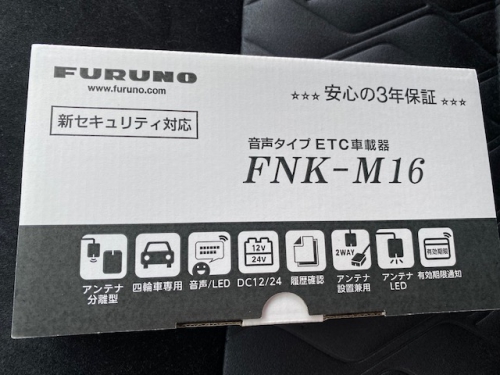 FURUNO
www.furuno.com
☆☆☆ 安心の3年保証 ☆☆☆
新セキュリティ対応
音声タイプ ETC車載器
FNK-M16
アンテナ
分離型
四輪車専用
音声/LED
12V
24V
DC12/24
履歴確認
2WAY
アンテナ
設置兼用
アンテナ
LED
有効期限
有効期限通知